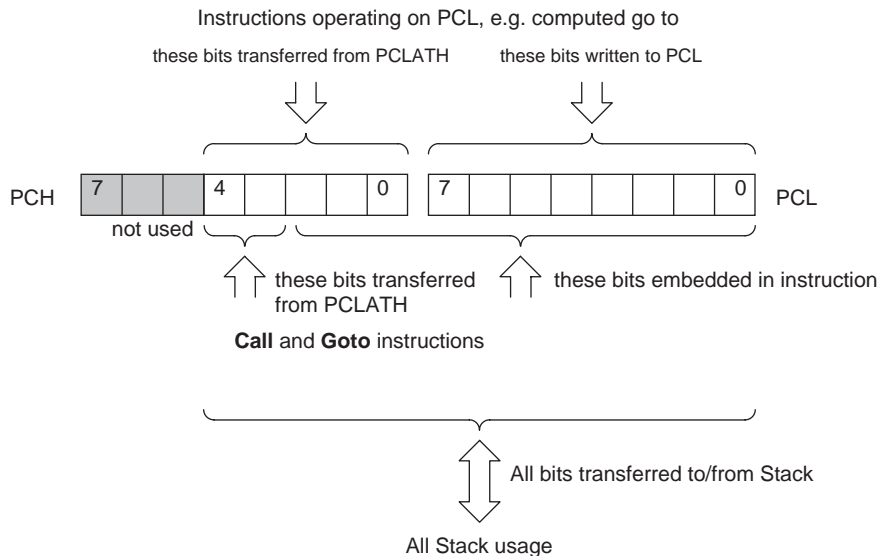 Instructions operating on PCL, e.g. computed go to
these bits transferred from PCLATH
these bits written to PCL
PCH 7 4 0 7 0 PCL
not used
these bits transferred
from PCLATH
these bits embedded in instruction
Call and Goto instructions
All bits transferred to/from Stack
All Stack usage